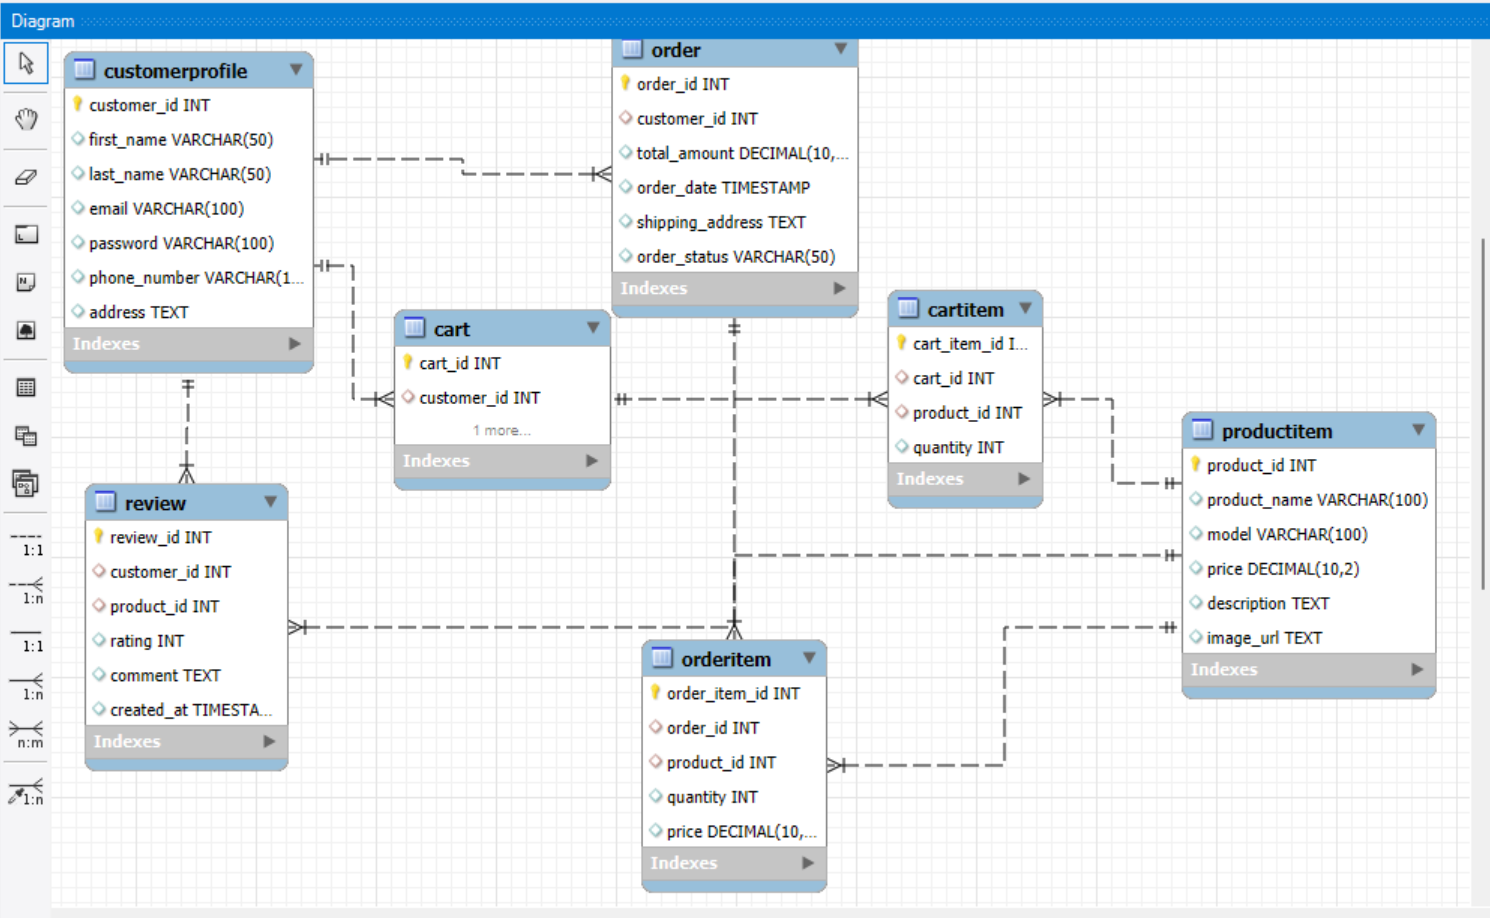 Diagram
customerprofile
customer_id INT
first_name VARCHAR(50)
last_name VARCHAR(50)
email VARCHAR(100)
password VARCHAR(100)
phone_number VARCHAR(1...
address TEXT
Indexes
order
order_id INT
customer_id INT
total_amount DECIMAL(10,...
order_date TIMESTAMP
shipping_address TEXT
order_status VARCHAR(50)
Indexes
cart
cart_id INT
customer_id INT
1 more...
Indexes
cartitem
cart_item_id I...
cart_id INT
product_id INT
quantity INT
Indexes
productitem
product_id INT
product_name VARCHAR(100)
model VARCHAR(100)
price DECIMAL(10,2)
description TEXT
image_url TEXT
Indexes
review
review_id INT
customer_id INT
product_id INT
rating INT
comment TEXT
created_at TIMESTA...
Indexes
orderitem
order_item_id INT
order_id INT
product_id INT
quantity INT
price DECIMAL(10,...
Indexes
1:1
1:n
1:1
1:n
n:m
1:n